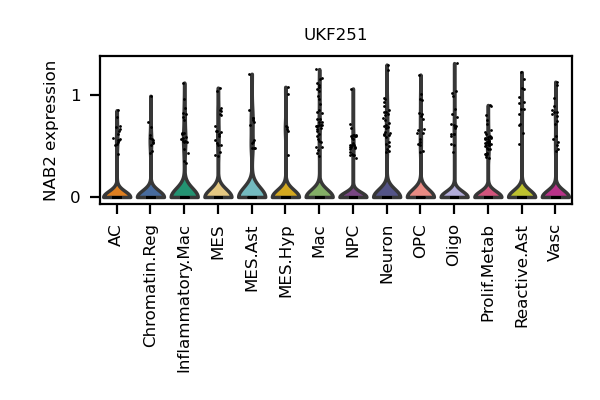 UKF251
NAB2 expression
1
0
AC
Chromatin.Reg
Inflammatory.Mac
MES
MES.Ast
MES.Hyp
Mac
NPC
Neuron
OPC
Oligo
Prolif.Metab
Reactive.Ast
Vasc